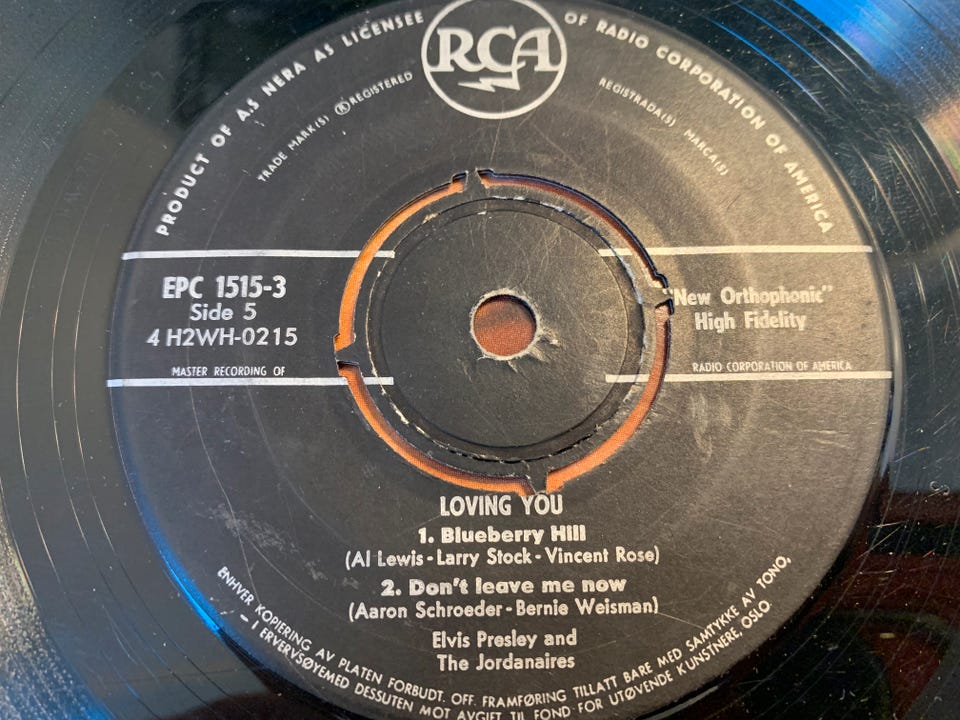 PRODUCT OF A.S NERA AS LICENSEE OF RADIO CORPORATION OF AMERICA
RCA
TRADE MARK(S) ® REGISTERED
REGISTRADA(S) MARCA(S)
EPC 1515-3
Side 5
4 H2WH-0215
MASTER RECORDING OF
"New Orthophonic"
High Fidelity
RADIO CORPORATION OF AMERICA
LOVING YOU
1. Blueberry Hill
(Al Lewis - Larry Stock - Vincent Rose)
2. Don't leave me now
(Aaron Schroeder - Bernie Weisman)
Elvis Presley and
The Jordanaires
ENHVER KOPIERING AV PLATEN FORBUDT. OFF. FRAMFØRING TILLATT BARE MED SAMTYKKE AV TONO,
– I ERVERVSØYEMED DESSUTEN MOT AVGIFT TIL FOND FOR UTØVENDE KUNSTNERE, OSLO.